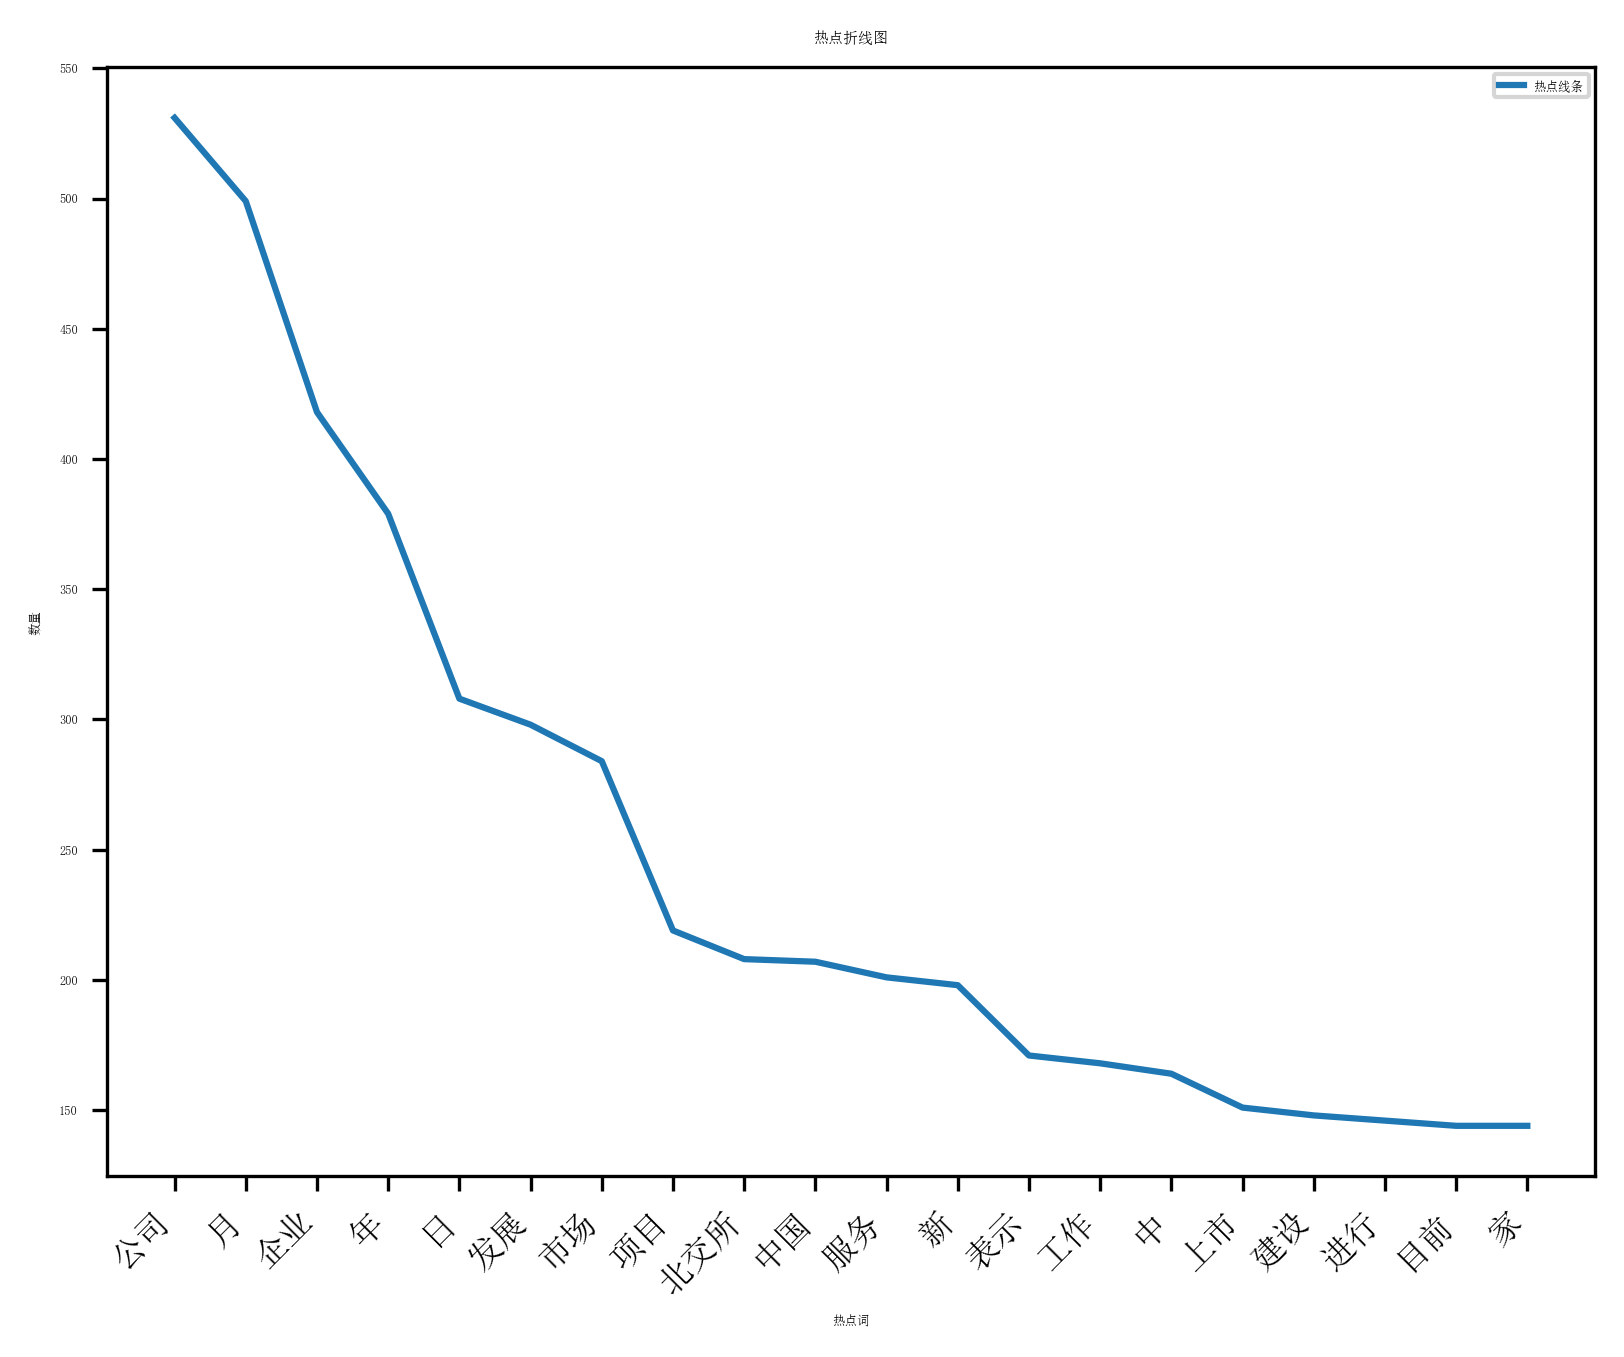 热点折线图
热点线条
550
500
450
400
350
300
250
200
150
数量
公司
月
企业
年
日
发展
市场
项目
北交所
中国
服务
新
表示
工作
中
上市
建设
进行
目前
家
热点词